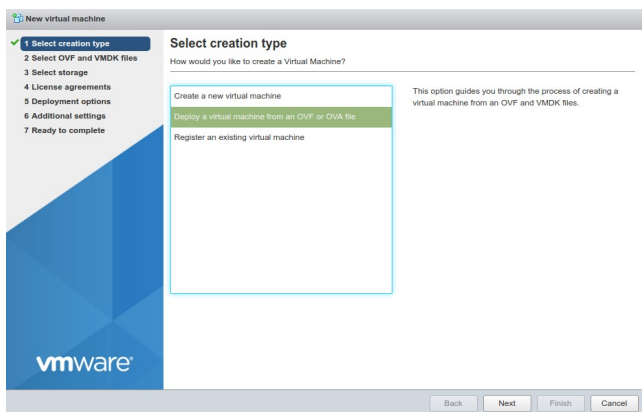 New virtual machine
1 Select creation type
2 Select OVF and VMDK files
3 Select storage
4 License agreements
5 Deployment options
6 Additional settings
7 Ready to complete
vmware®
Select creation type
How would you like to create a Virtual Machine?
Create a new virtual machine
Deploy a virtual machine from an OVF or OVA file
Register an existing virtual machine
This option guides you through the process of creating a
virtual machine from an OVF and VMDK files.
Back Next Finish Cancel